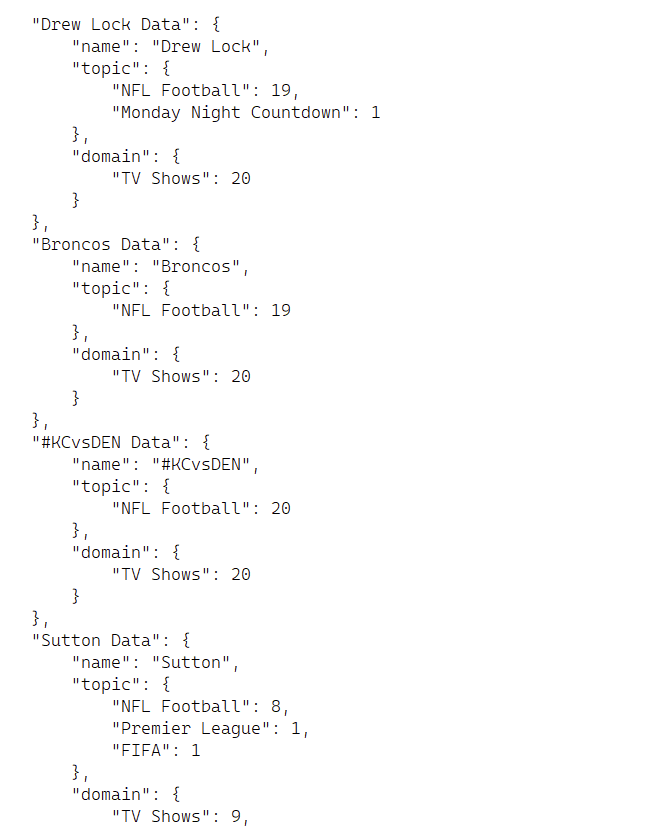 "Drew Lock Data": {
"name": "Drew Lock",
"topic": {
"NFL Football": 19,
"Monday Night Countdown": 1
},
"domain": {
"TV Shows": 20
}
},
"Broncos Data": {
"name": "Broncos",
"topic": {
"NFL Football": 19
},
"domain": {
"TV Shows": 20
}
},
"#KCvsDEN Data": {
"name": "#KCvsDEN",
"topic": {
"NFL Football": 20
},
"domain": {
"TV Shows": 20
}
},
"Sutton Data": {
"name": "Sutton",
"topic": {
"NFL Football": 8,
"Premier League": 1,
"FIFA": 1
},
"domain": {
"TV Shows": 9,